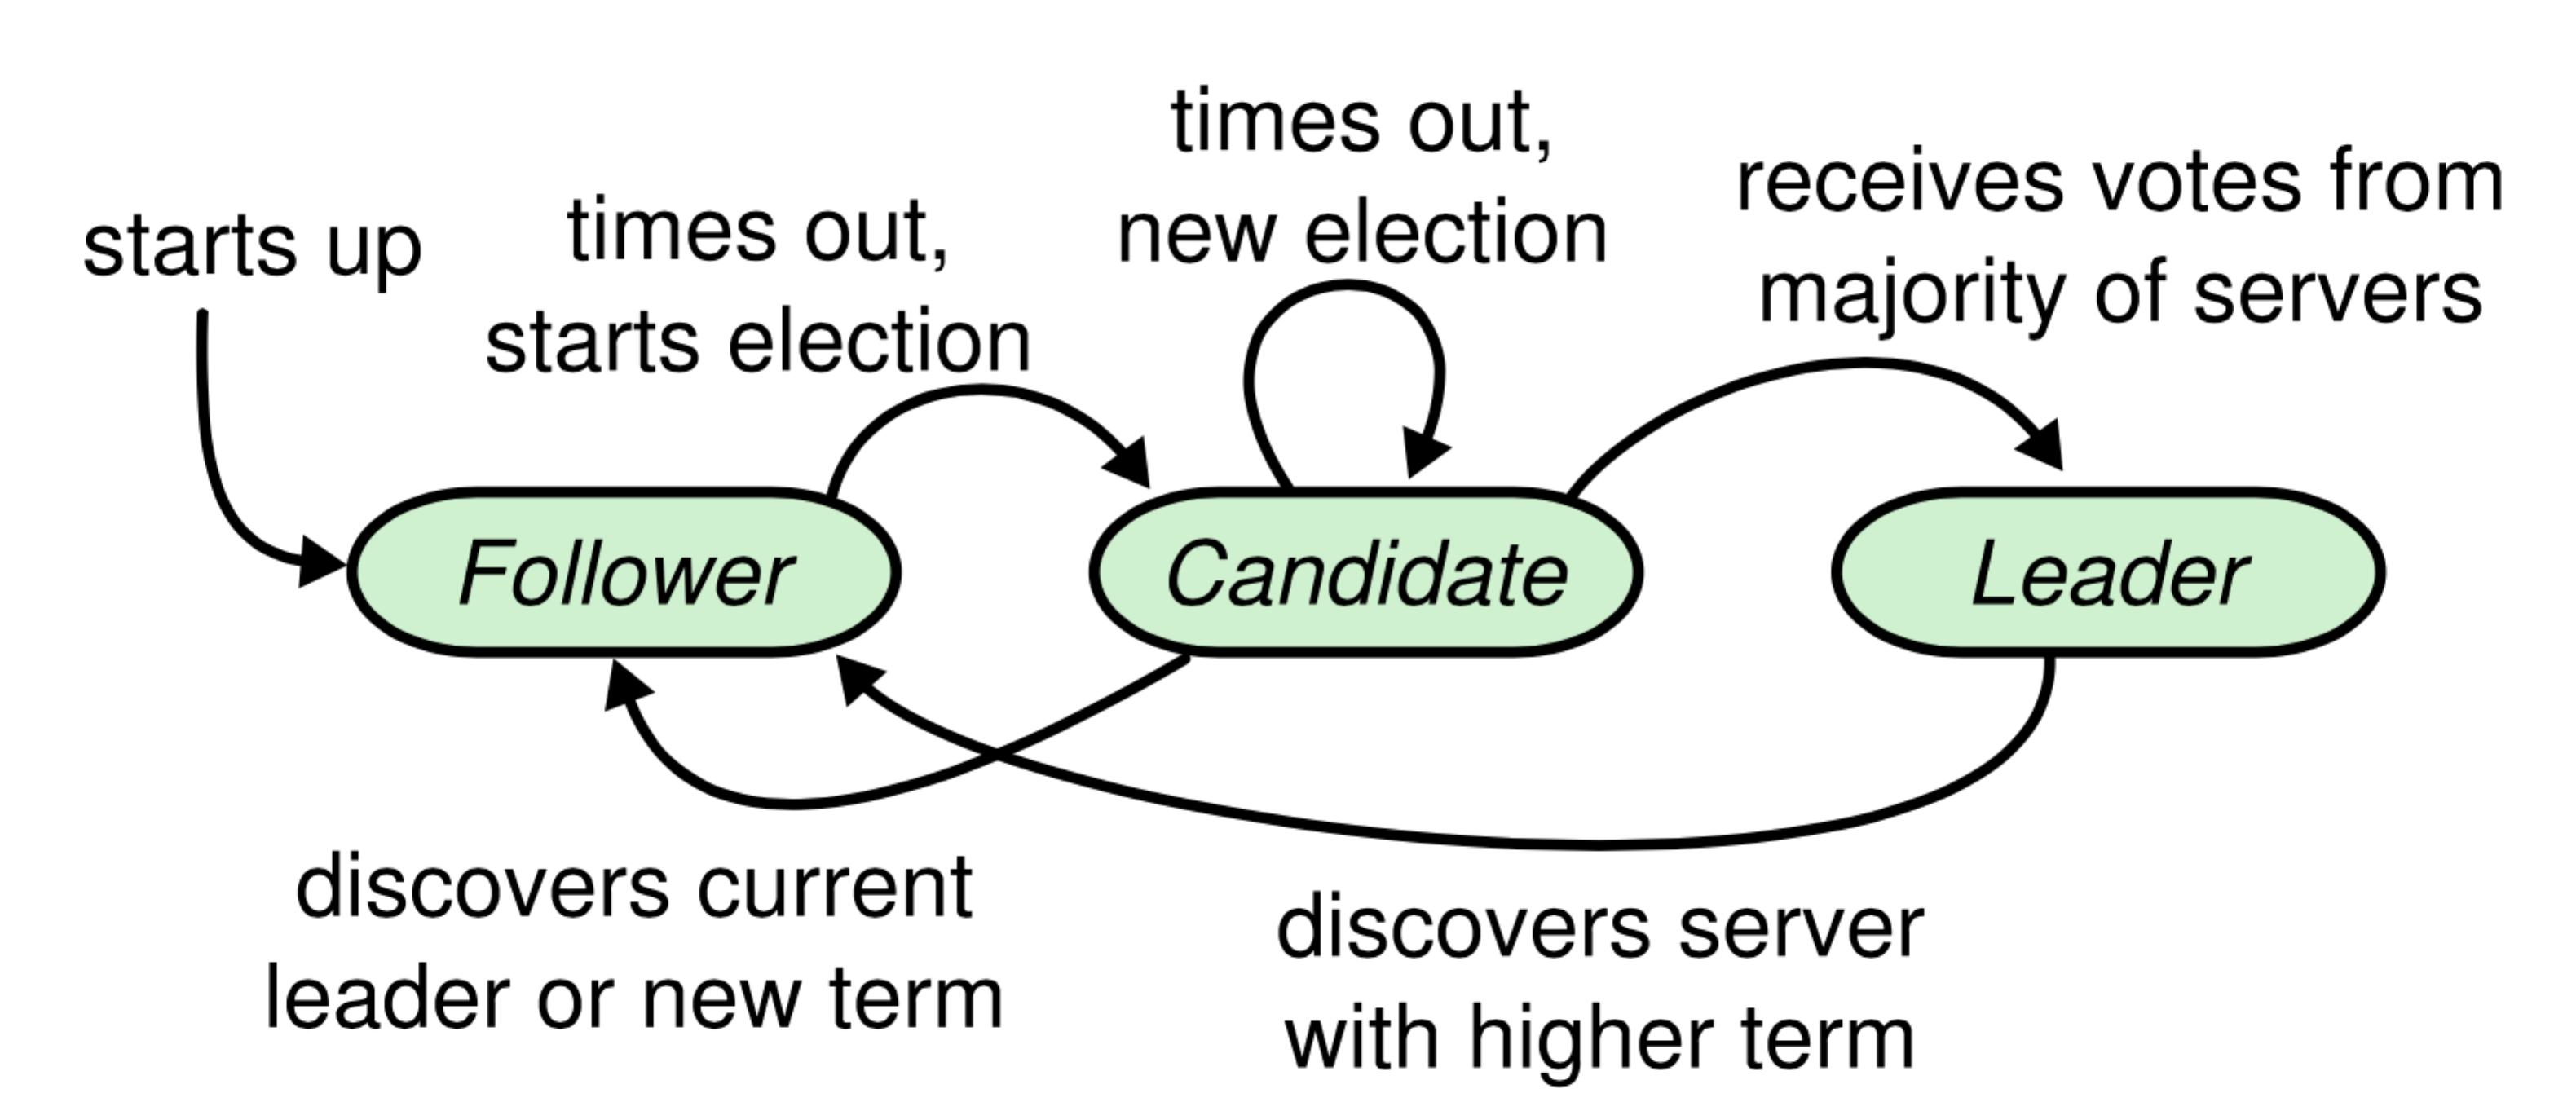 starts up
times out,
starts election
times out,
new election
receives votes from
majority of servers
Follower
Candidate
Leader
discovers current
leader or new term
discovers server
with higher term